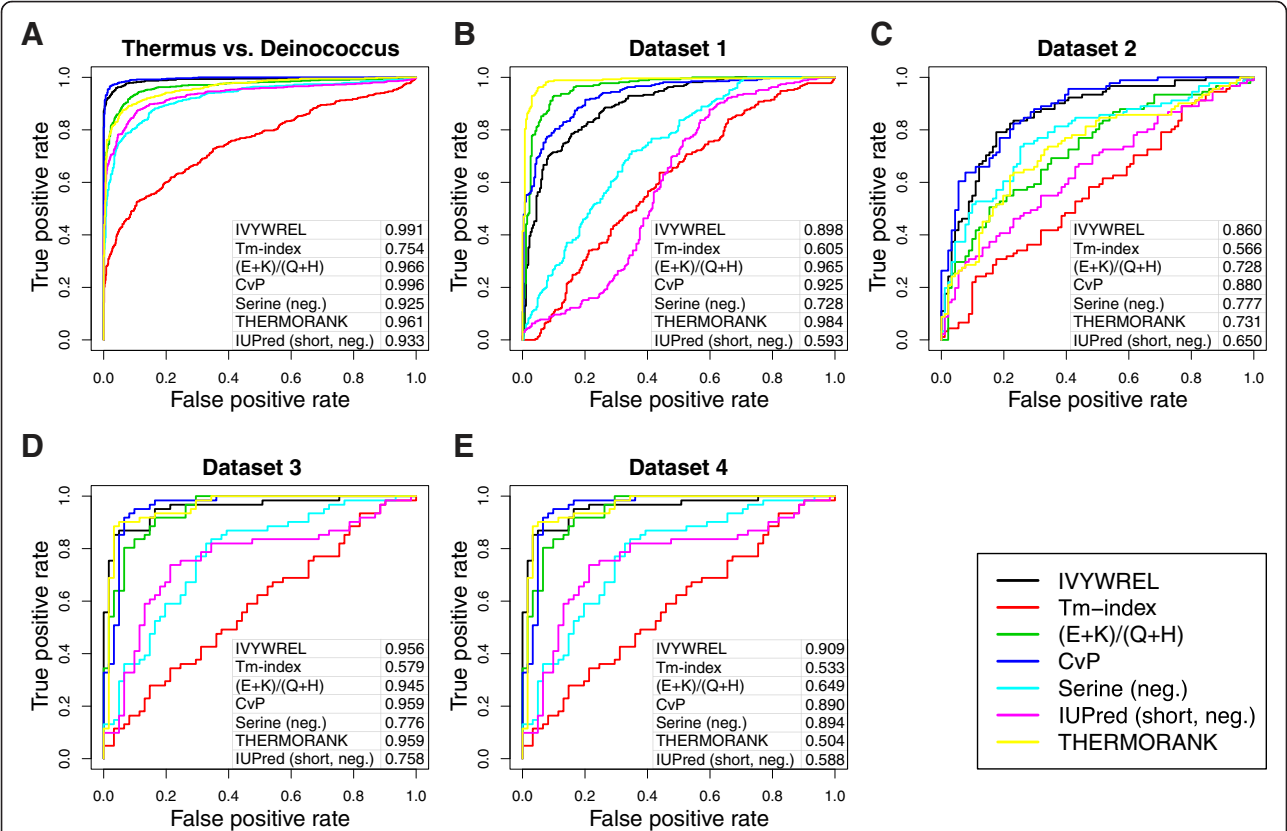 A
Thermus vs. Deinococcus
True positive rate
1.0
0.8
0.6
0.4
0.2
0.0
IVYWREL 0.991
Tm-index 0.754
(E+K)/(Q+H) 0.966
CvP 0.996
Serine (neg.) 0.925
THERMORANK 0.961
IUPred (short, neg.) 0.933
0.0 0.2 0.4 0.6 0.8 1.0
False positive rate
B
Dataset 1
True positive rate
1.0
0.8
0.6
0.4
0.2
0.0
IVYWREL 0.898
Tm-index 0.605
(E+K)/(Q+H) 0.965
CvP 0.925
Serine (neg.) 0.728
THERMORANK 0.984
IUPred (short, neg.) 0.593
0.0 0.2 0.4 0.6 0.8 1.0
False positive rate
C
Dataset 2
True positive rate
1.0
0.8
0.6
0.4
0.2
0.0
IVYWREL 0.860
Tm-index 0.566
(E+K)/(Q+H) 0.728
CvP 0.880
Serine (neg.) 0.777
THERMORANK 0.731
IUPred (short, neg.) 0.650
0.0 0.2 0.4 0.6 0.8 1.0
False positive rate
D
Dataset 3
True positive rate
1.0
0.8
0.6
0.4
0.2
0.0
IVYWREL 0.956
Tm-index 0.579
(E+K)/(Q+H) 0.945
CvP 0.959
Serine (neg.) 0.776
THERMORANK 0.959
IUPred (short, neg.) 0.758
0.0 0.2 0.4 0.6 0.8 1.0
False positive rate
E
Dataset 4
True positive rate
1.0
0.8
0.6
0.4
0.2
0.0
IVYWREL 0.909
Tm-index 0.533
(E+K)/(Q+H) 0.649
CvP 0.890
Serine (neg.) 0.894
THERMORANK 0.504
IUPred (short, neg.) 0.588
0.0 0.2 0.4 0.6 0.8 1.0
False positive rate
IVYWREL
Tm−index
(E+K)/(Q+H)
CvP
Serine (neg.)
IUPred (short, neg.)
THERMORANK